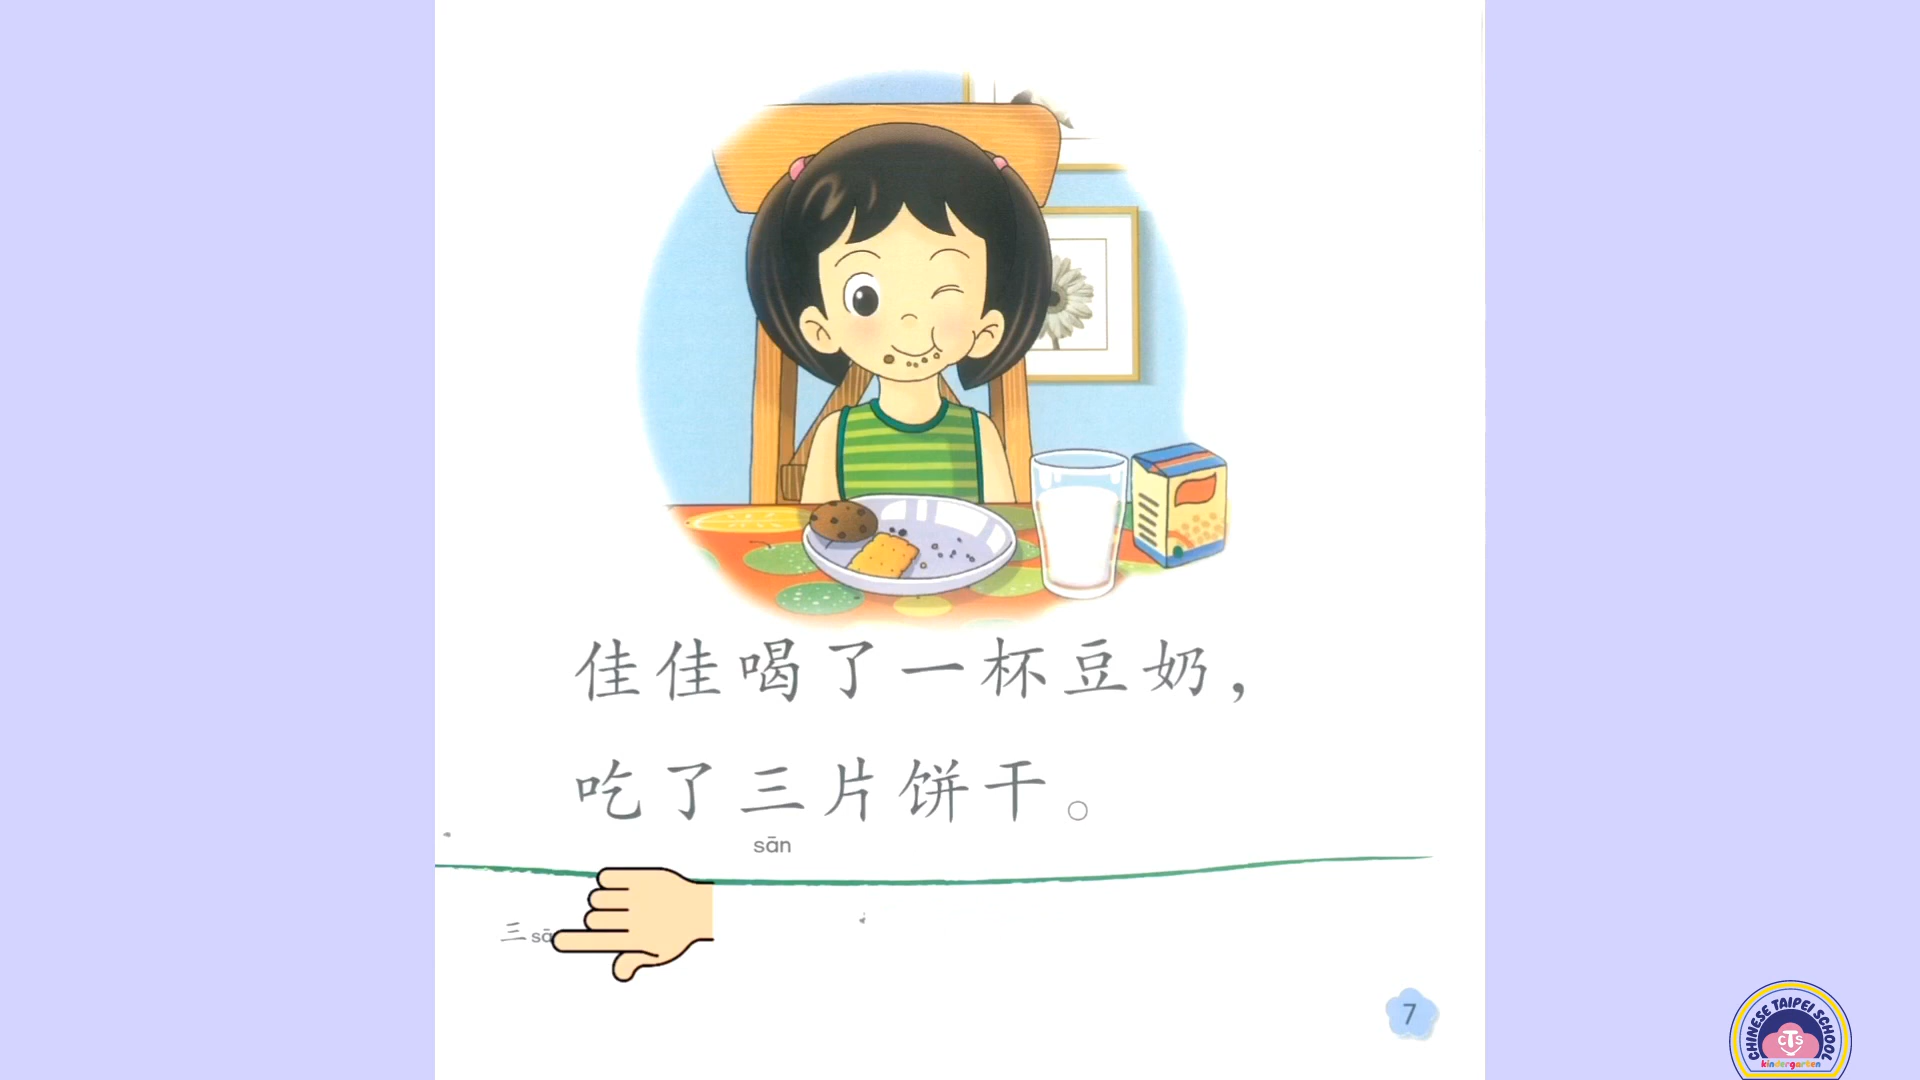 佳佳喝了一杯豆奶，
吃了三片饼干。
sān
三 sā
7
CHINESE TAIPEI SCHOOL
CTS
kindergarten